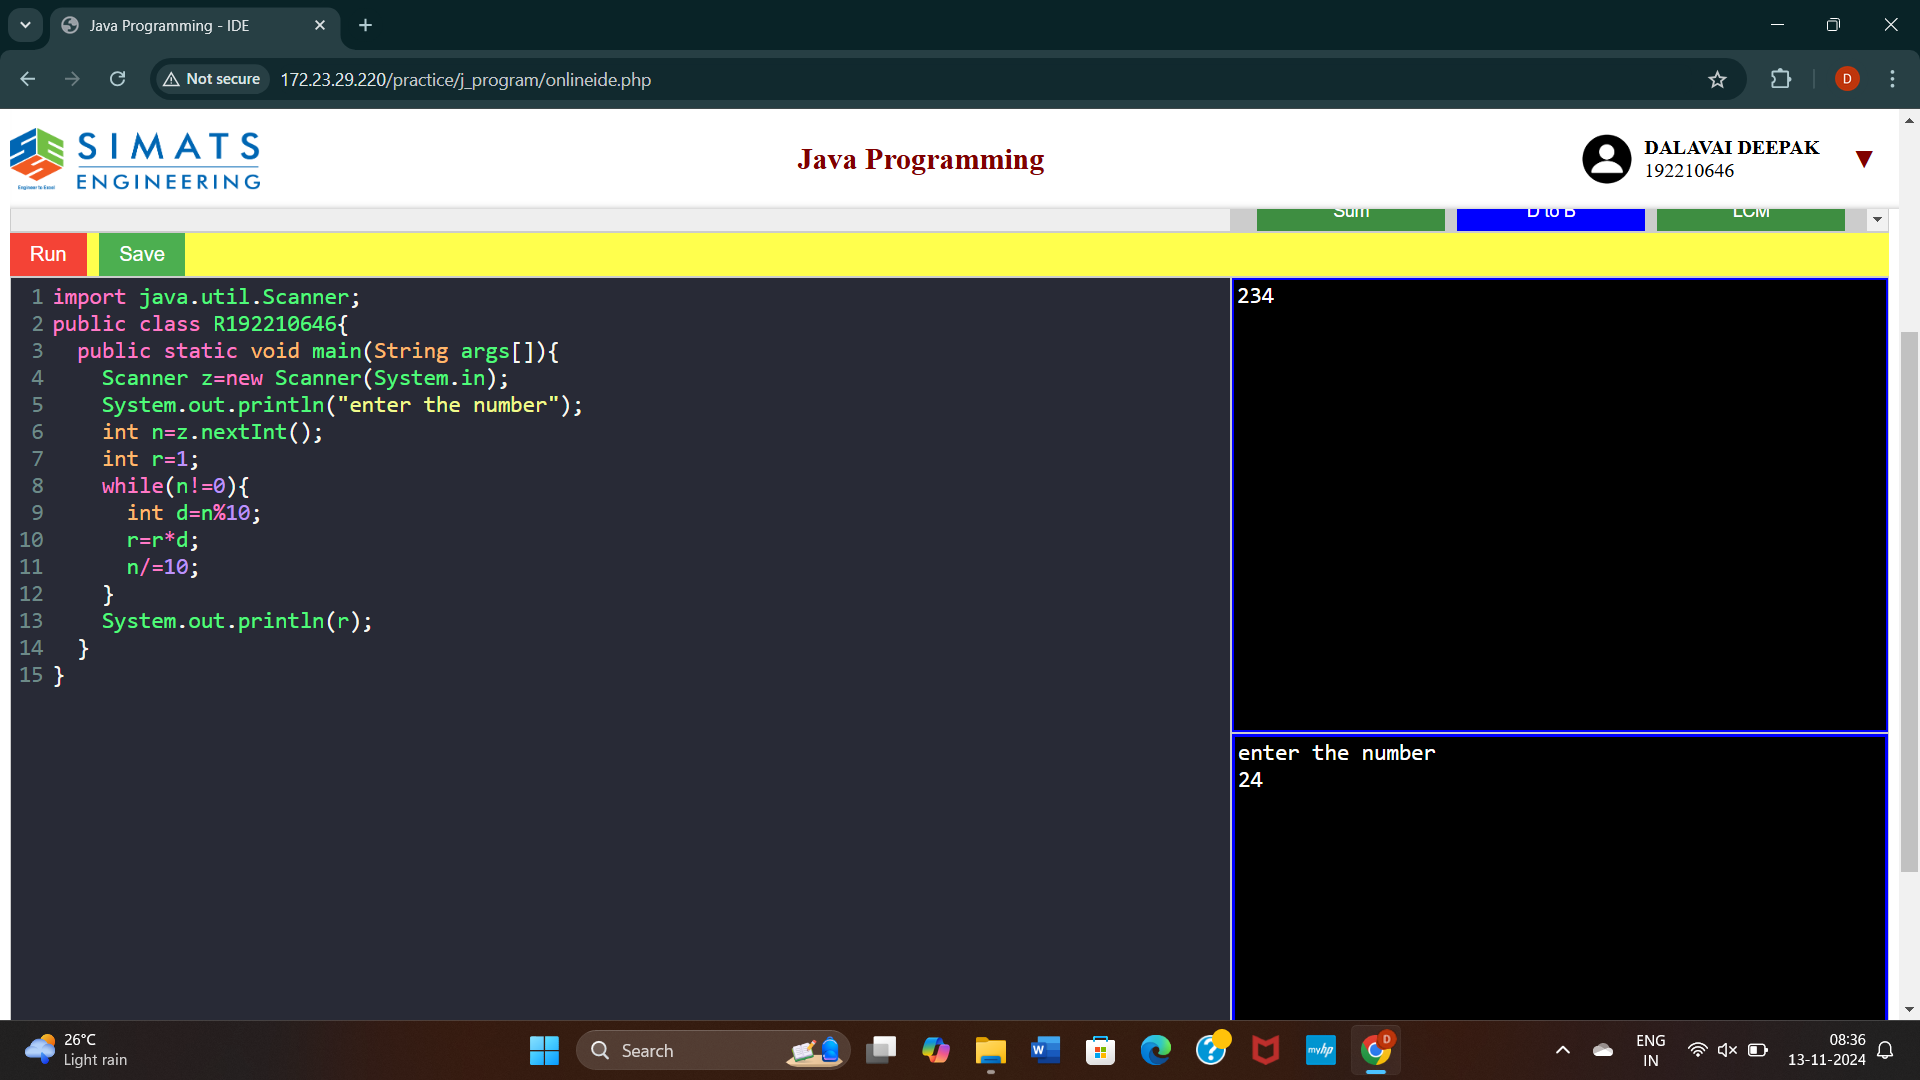 Java Programming - IDE
Not secure
172.23.29.220/practice/j_program/onlineide.php
D
SIMATS
ENGINEERING
Engineer to Excel
Java Programming
DALAVAI DEEPAK
192210646
Sum
D to B
LCM
Run
Save
1 import java.util.Scanner;
2 public class R192210646{
3   public static void main(String args[]){
4     Scanner z=new Scanner(System.in);
5     System.out.println("enter the number");
6     int n=z.nextInt();
7     int r=1;
8     while(n!=0){
9       int d=n%10;
10       r=r*d;
11       n/=10;
12     }
13     System.out.println(r);
14   }
15 }
234
enter the number
24
26°C
Light rain
Search
W
myhp
D
ENG
IN
08:36
13-11-2024